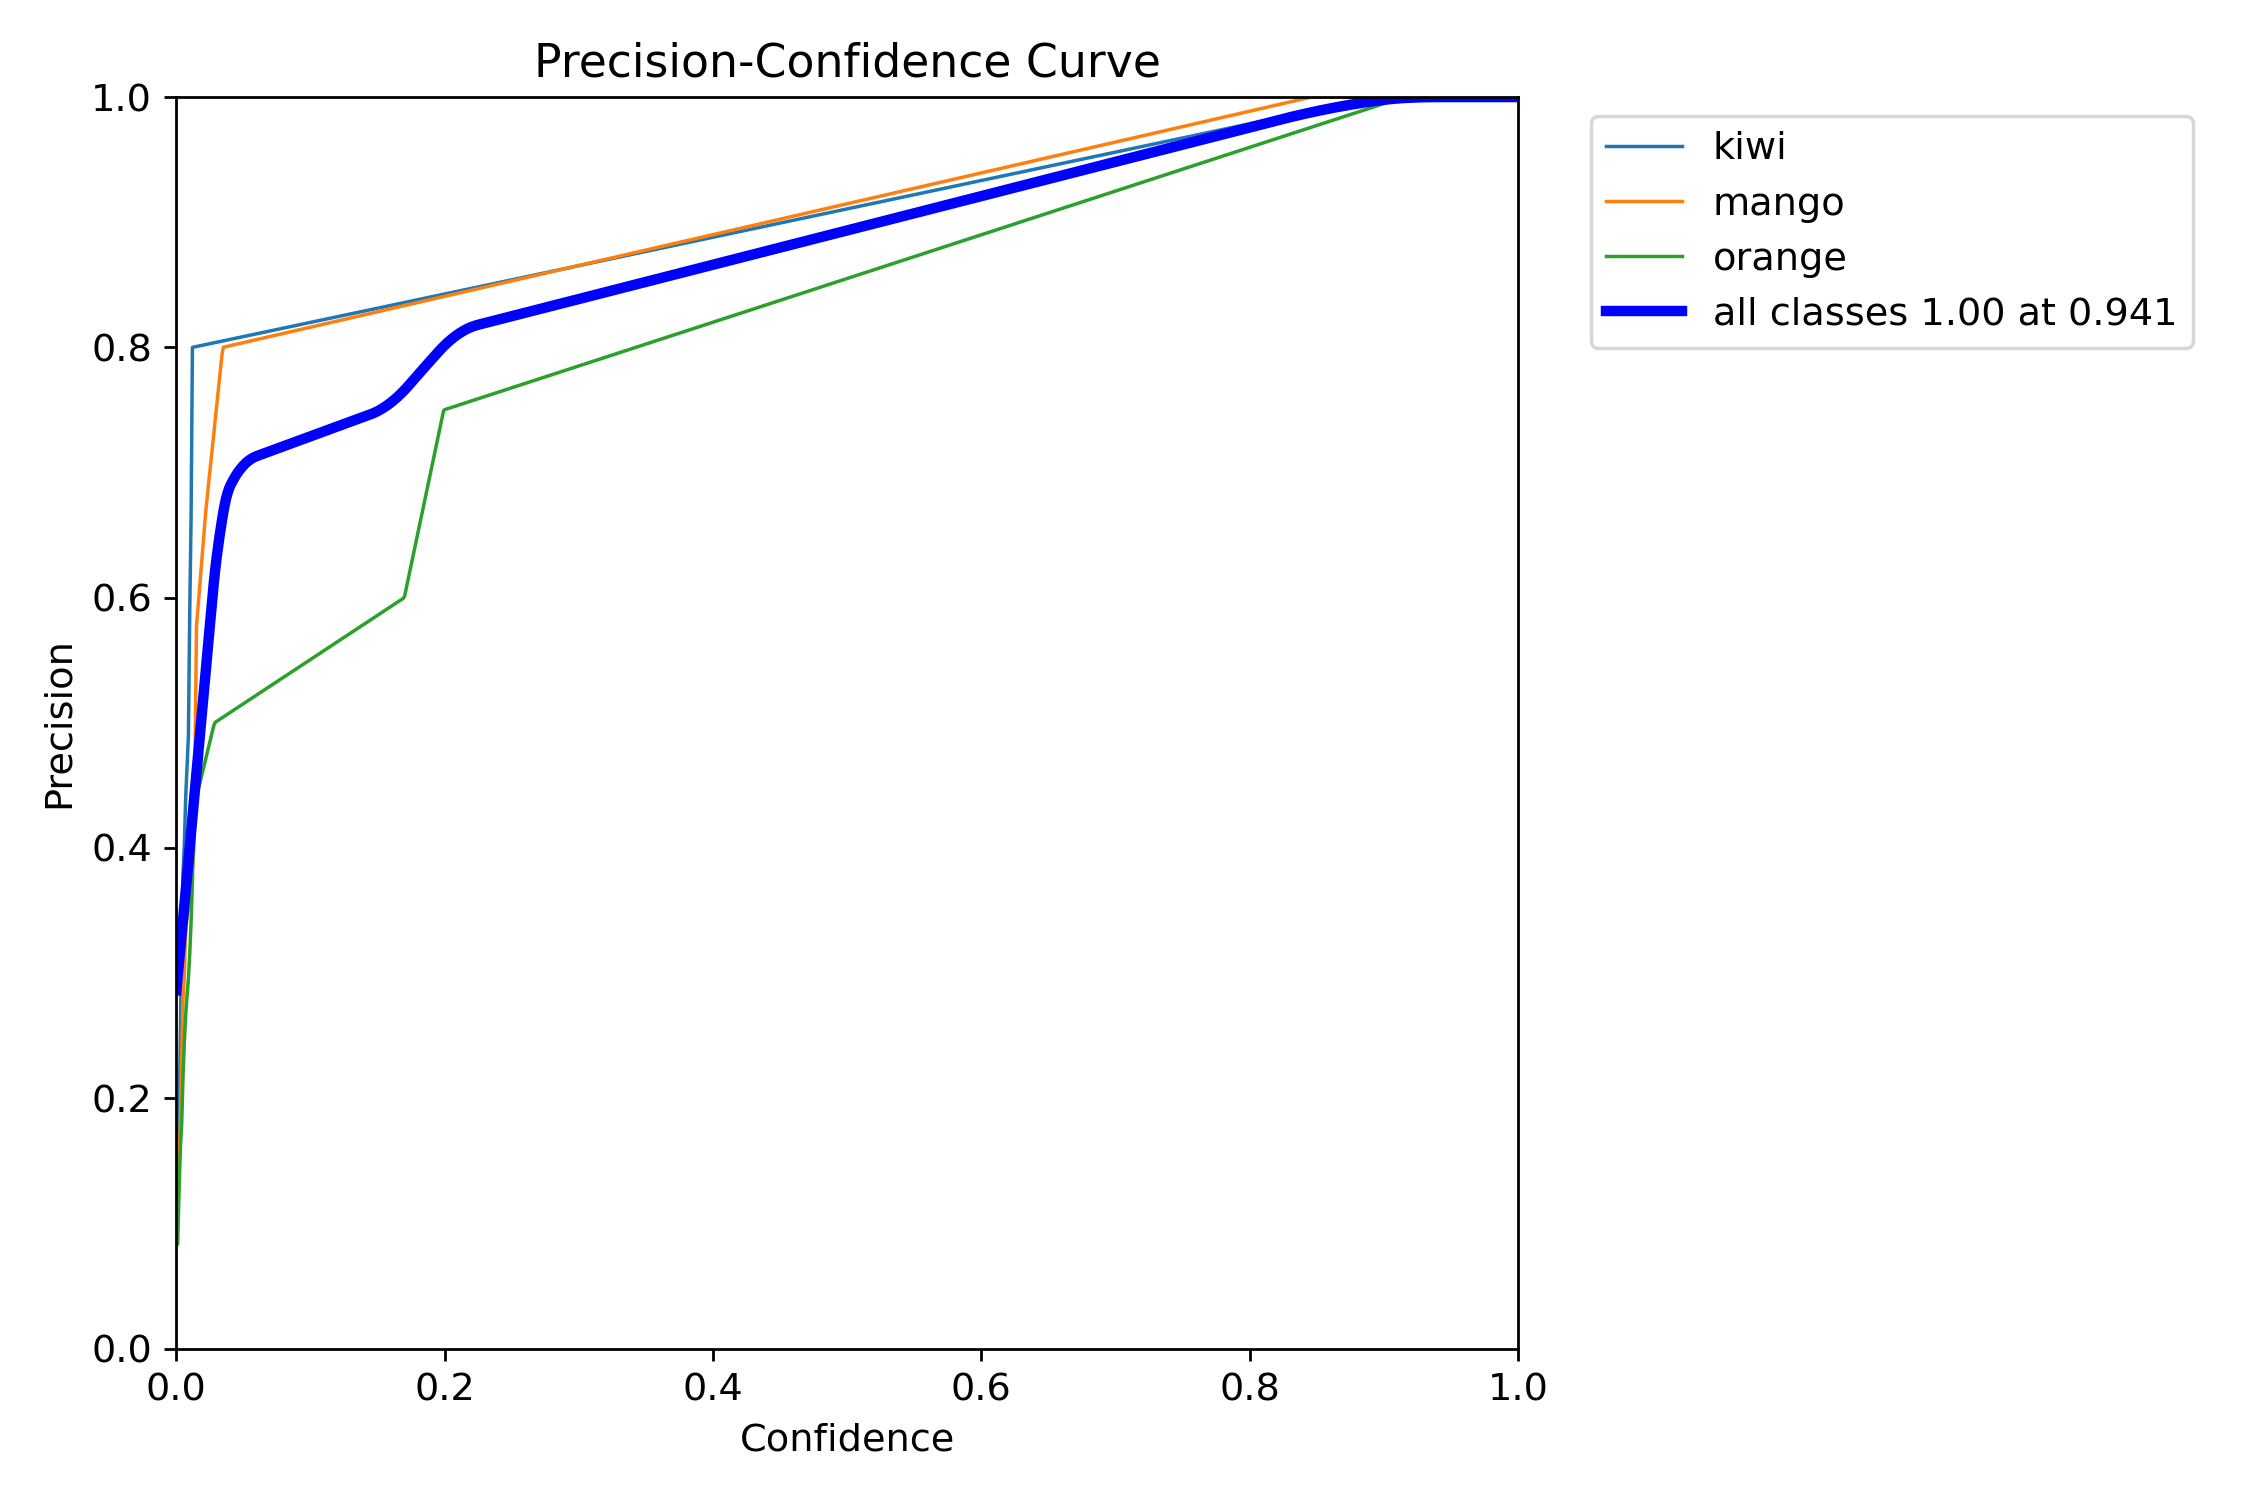 Precision-Confidence Curve
1.0
0.8
0.6
0.4
0.2
0.0
Precision
0.0 0.2 0.4 0.6 0.8 1.0
Confidence
kiwi
mango
orange
all classes 1.00 at 0.941